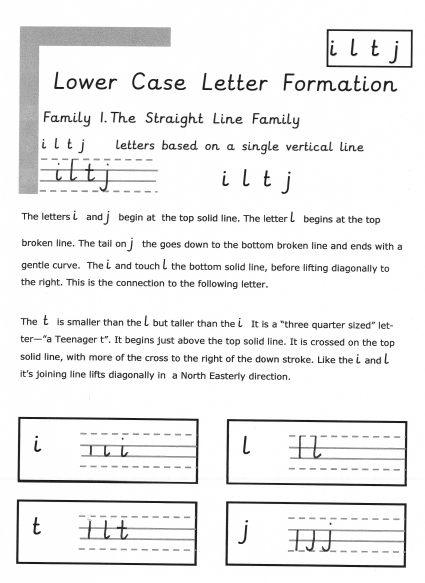 i l t j
Lower Case Letter Formation
Family 1. The Straight Line Family
i l t j letters based on a single vertical line
i l t j i l t j
The letters i and j begin at the top solid line. The letter l begins at the top
broken line. The tail on j the goes down to the bottom broken line and ends with a
gentle curve. The i and touch l the bottom solid line, before lifting diagonally to
the right. This is the connection to the following letter.
The t is smaller than the l but taller than the i It is a “three quarter sized” let-
ter—“a Teenager t”. It begins just above the top solid line. It is crossed on the top
solid line, with more of the cross to the right of the down stroke. Like the i and l
it’s joining line lifts diagonally in a North Easterly direction.
i ı ı i
l l l
t l l t
j ı ȷ j